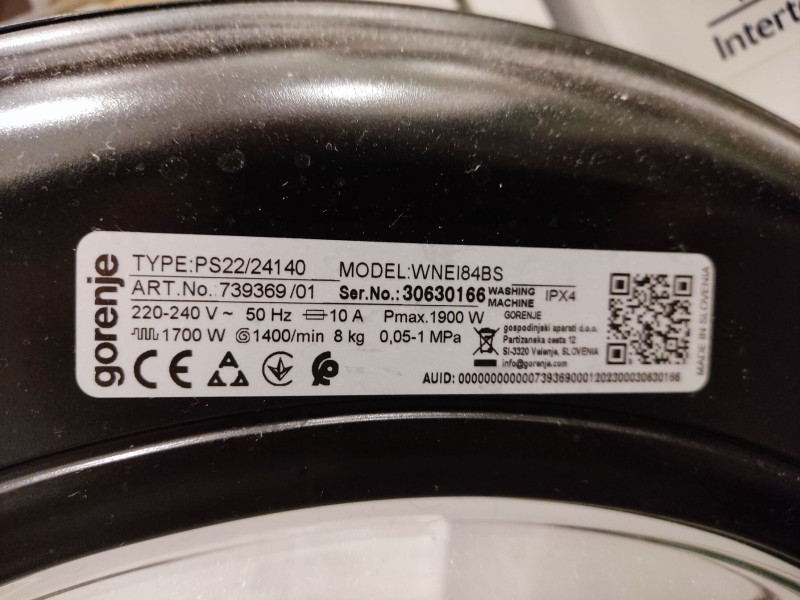 Intert
gorenje
TYPE:PS22/24140 MODEL:WNEI84BS
ART.No.:739369/01 Ser.No.:30630166 WASHING MACHINE IPX4
220-240 V ~ 50 Hz 10 A Pmax.1900 W
1700 W 1400/min 8 kg 0,05-1 MPa
GORENJE
gospodinjski aparati d.o.o.
Partizanska cesta 12
SI-3320 Velenje, SLOVENIA
info@gorenje.com
CE
AUID: 0000000000007393690001202300030630166
MADE IN SLOVENIA